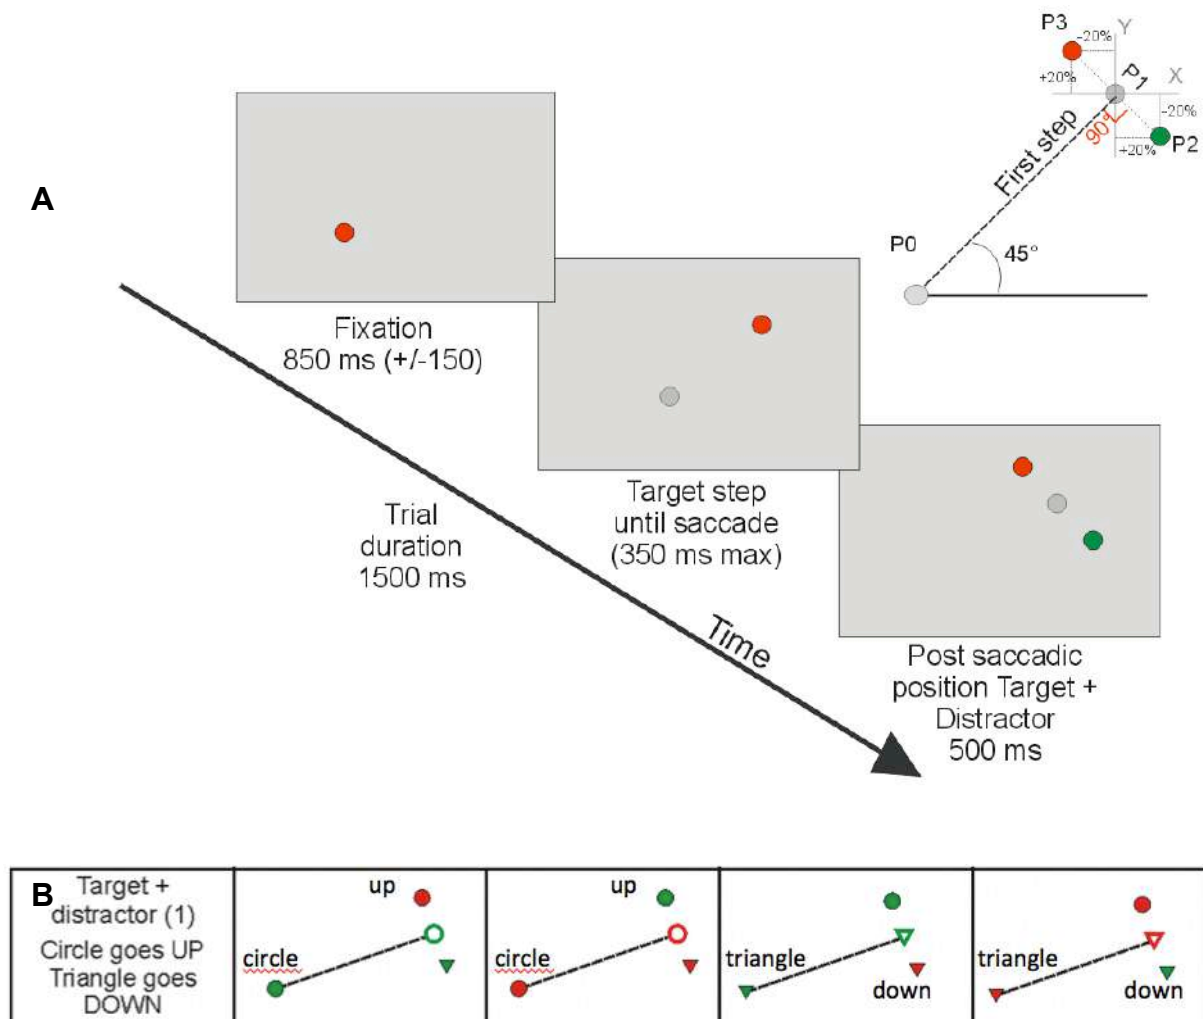 P3
-20%
Y
+20%
P1
X
-20%
90°
+20%
P2
First step
P0
45°
A
Fixation
850 ms (+/-150)
Target step
until saccade
(350 ms max)
Trial
duration
1500 ms
Time
Post saccadic
position Target +
Distractor
500 ms
B
Target +
distractor (1)
Circle goes UP
Triangle goes
DOWN
up
circle
up
circle
triangle
down
triangle
down